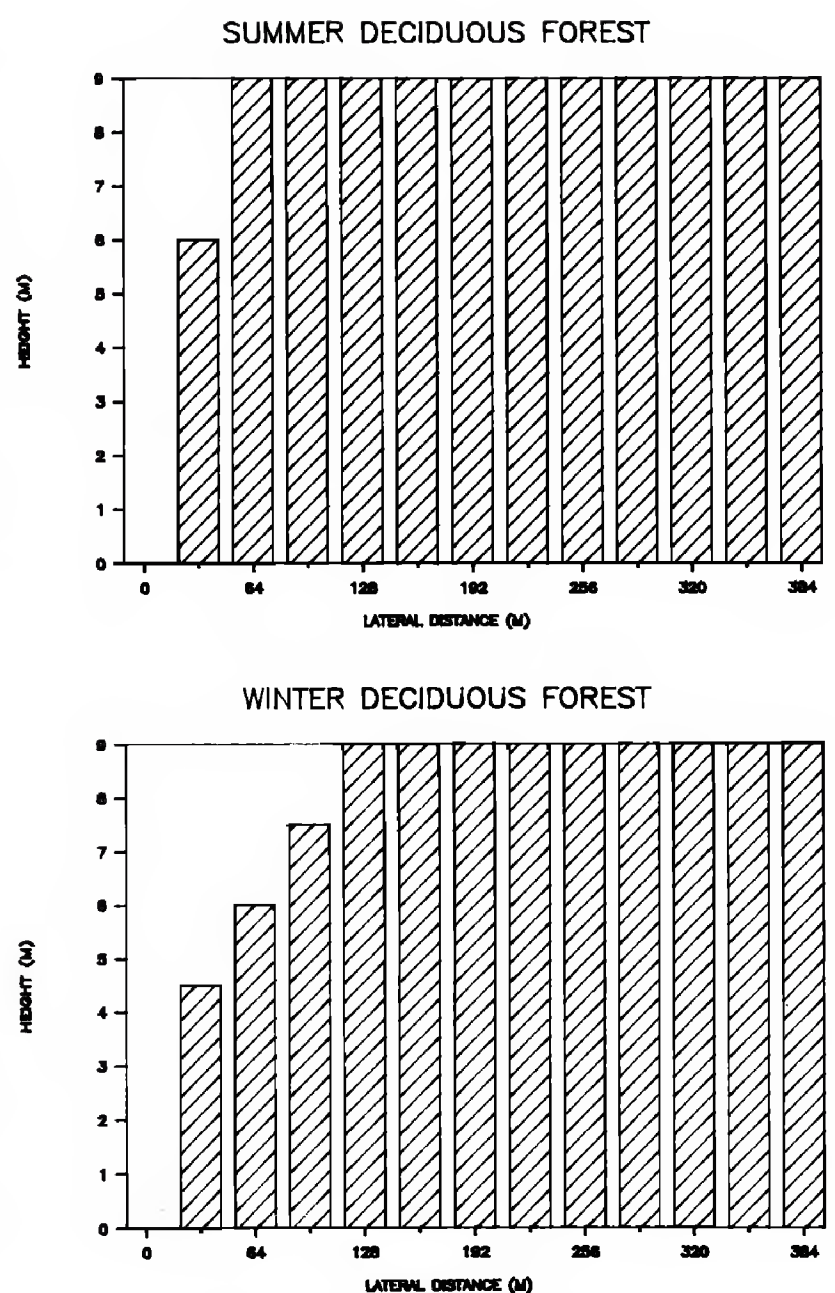 SUMMER DECIDUOUS FOREST
9
8
7
6
5
4
3
2
1
0
HEIGHT (M)
0 64 128 192 256 320 384
LATERAL DISTANCE (M)
WINTER DECIDUOUS FOREST
9
8
7
6
5
4
3
2
1
0
HEIGHT (M)
0 64 128 192 256 320 384
LATERAL DISTANCE (M)